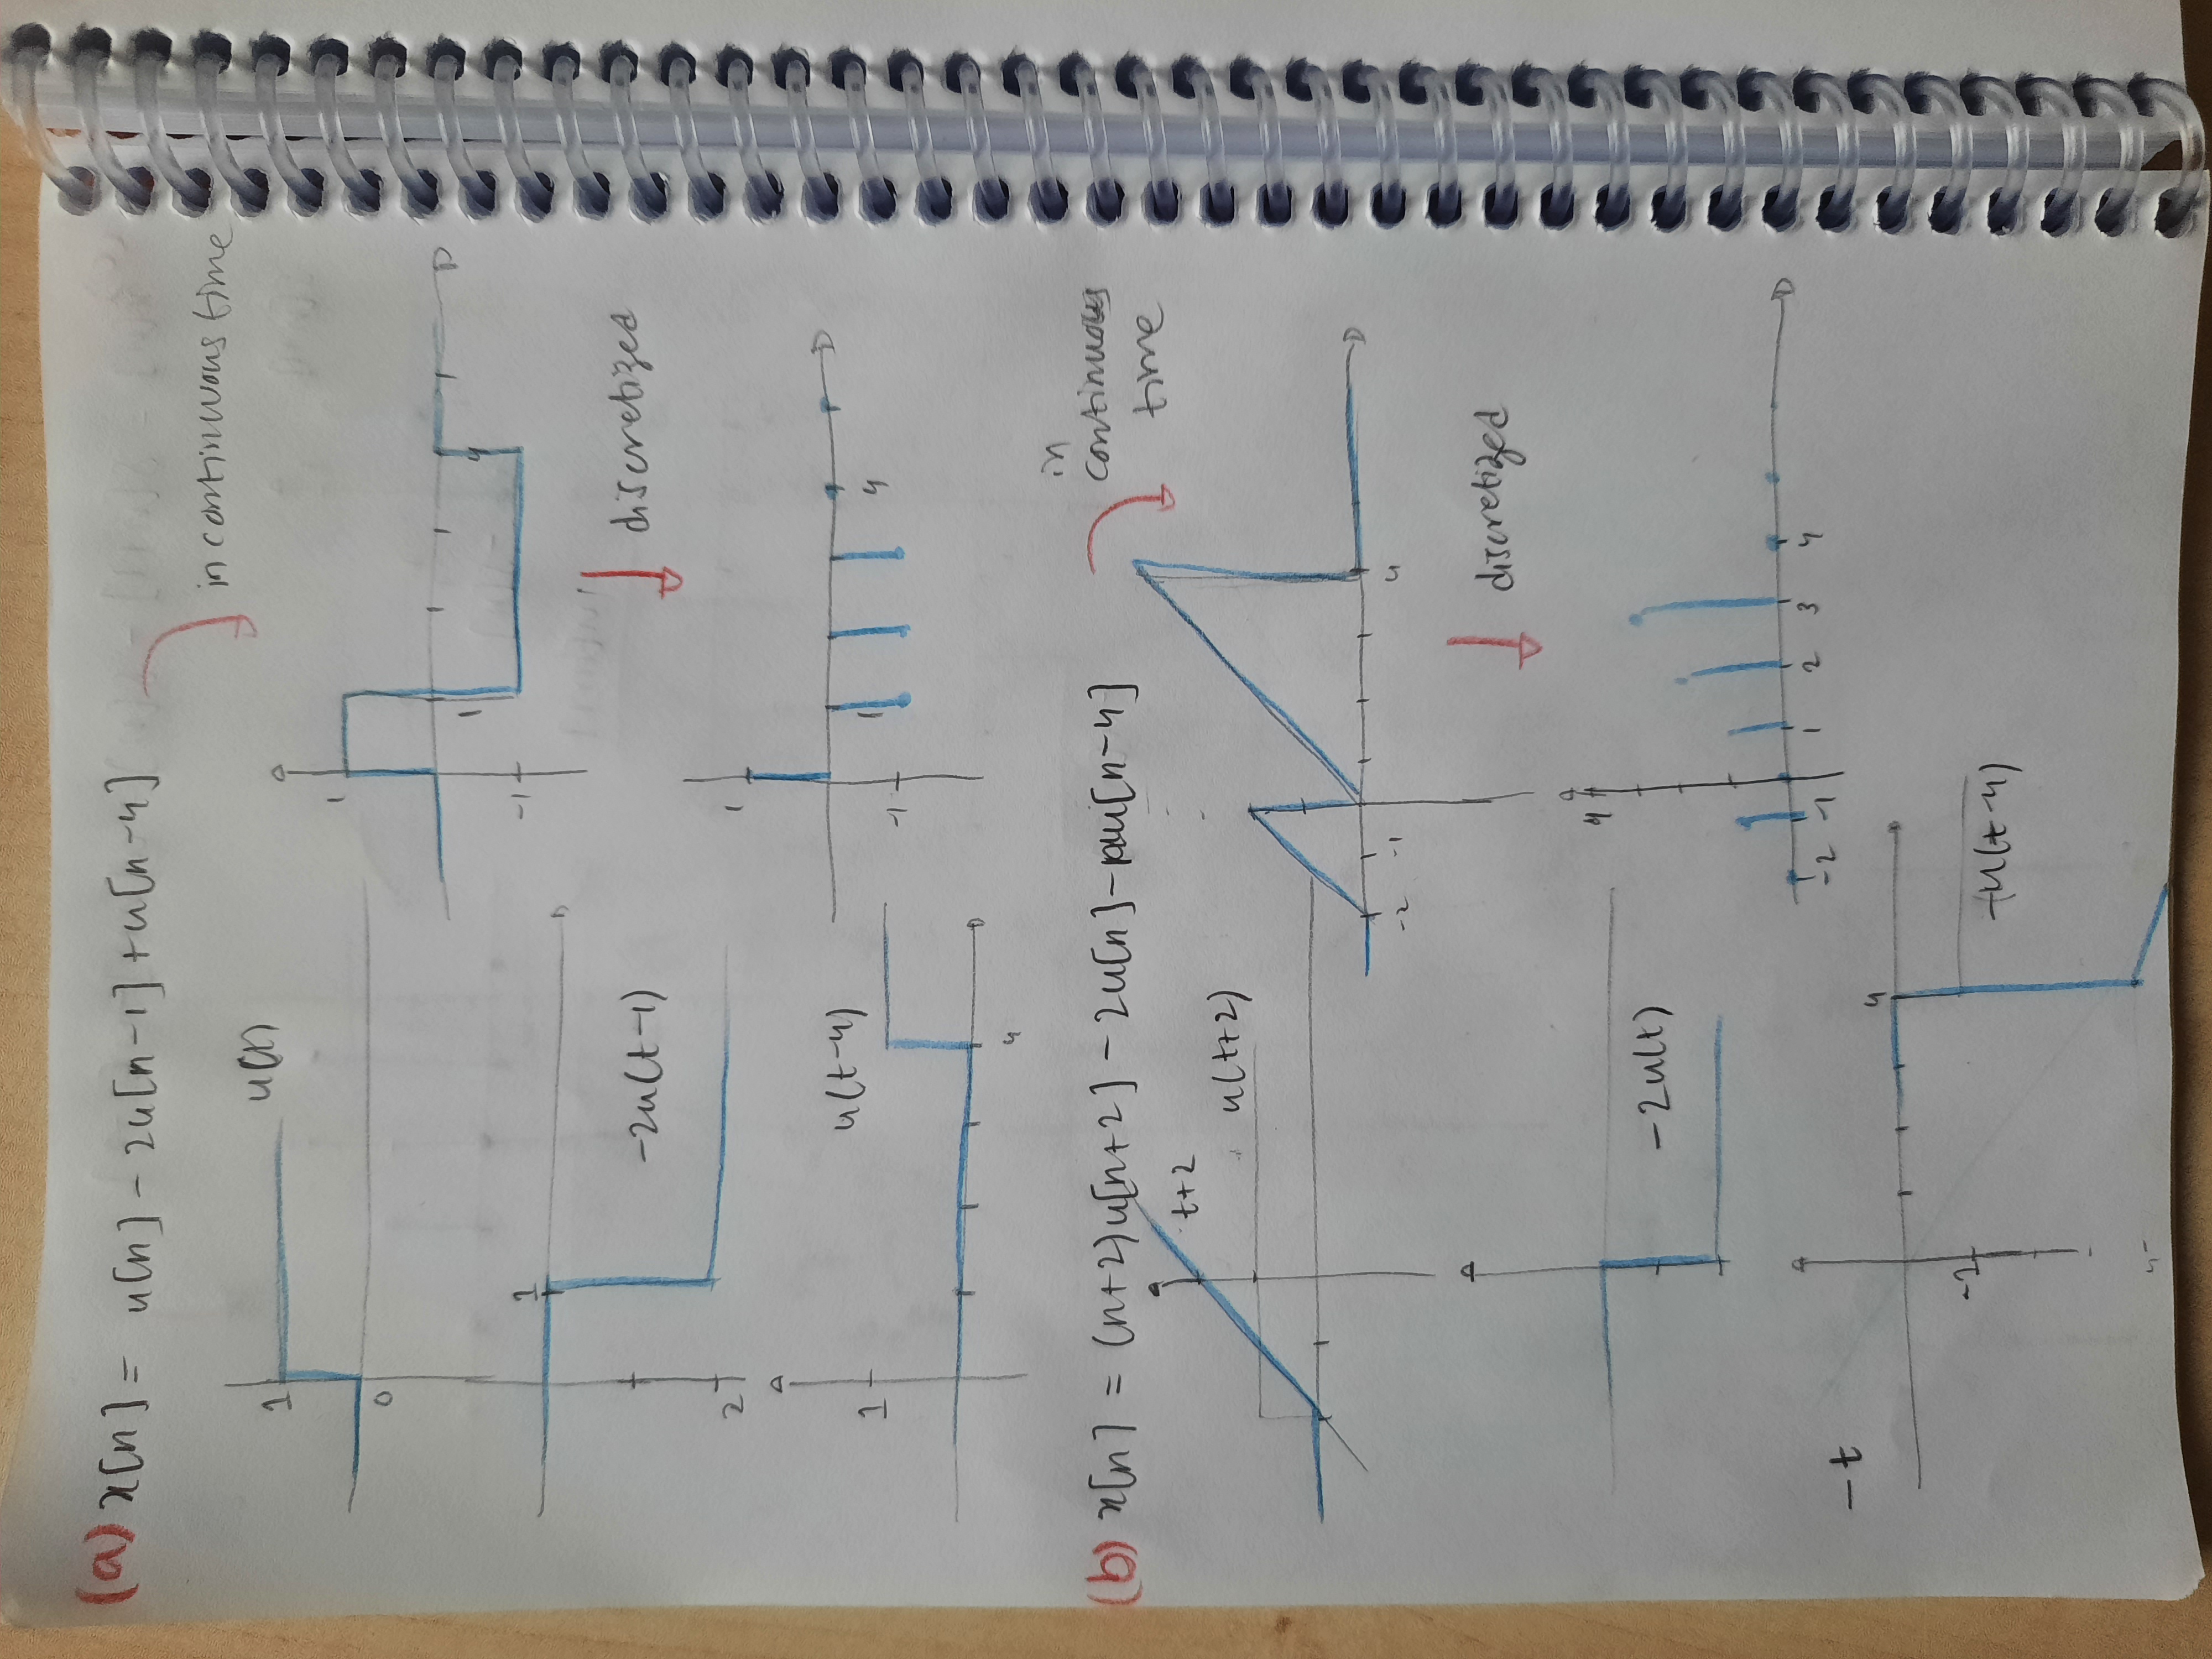 (a) x[n] = u[n] - 2u[n-1] + u[n-4]
in continuous time
1
u(t)
0
1
1
4
-1
1
-2u(t-1)
2
discretized
1
1
4
-1
u(t-4)
1
4
(b) x[n] = (n+2)u[n+2] - 2u[n] - nu[n-4]
in
continuous
time
t+2
u(t+2)
-2
-1
4
discretized
-2u(t)
4
-2
-1
1
2
3
4
-t
4
-2
-u(t-4)
4-